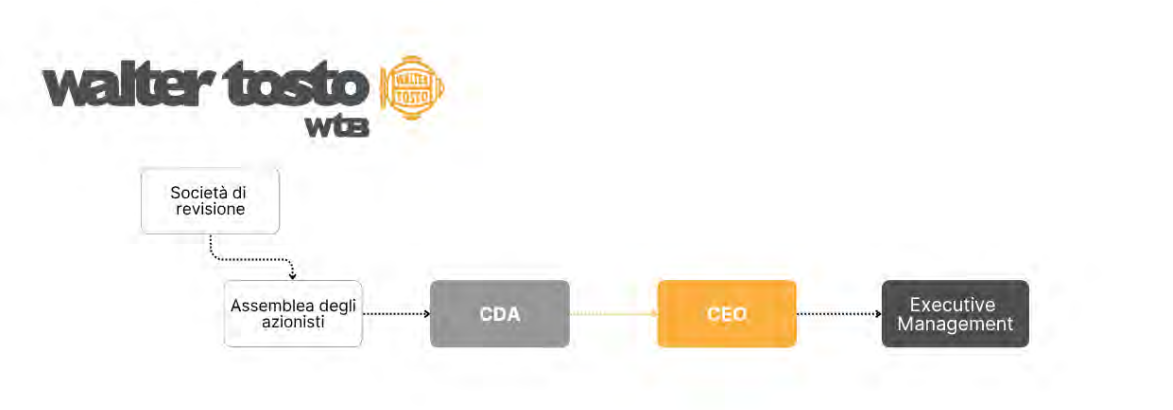 walter tosto
WALTER
TOSTO
wtb
Società di
revisione
Assemblea degli
azionisti
CDA
CEO
Executive
Management